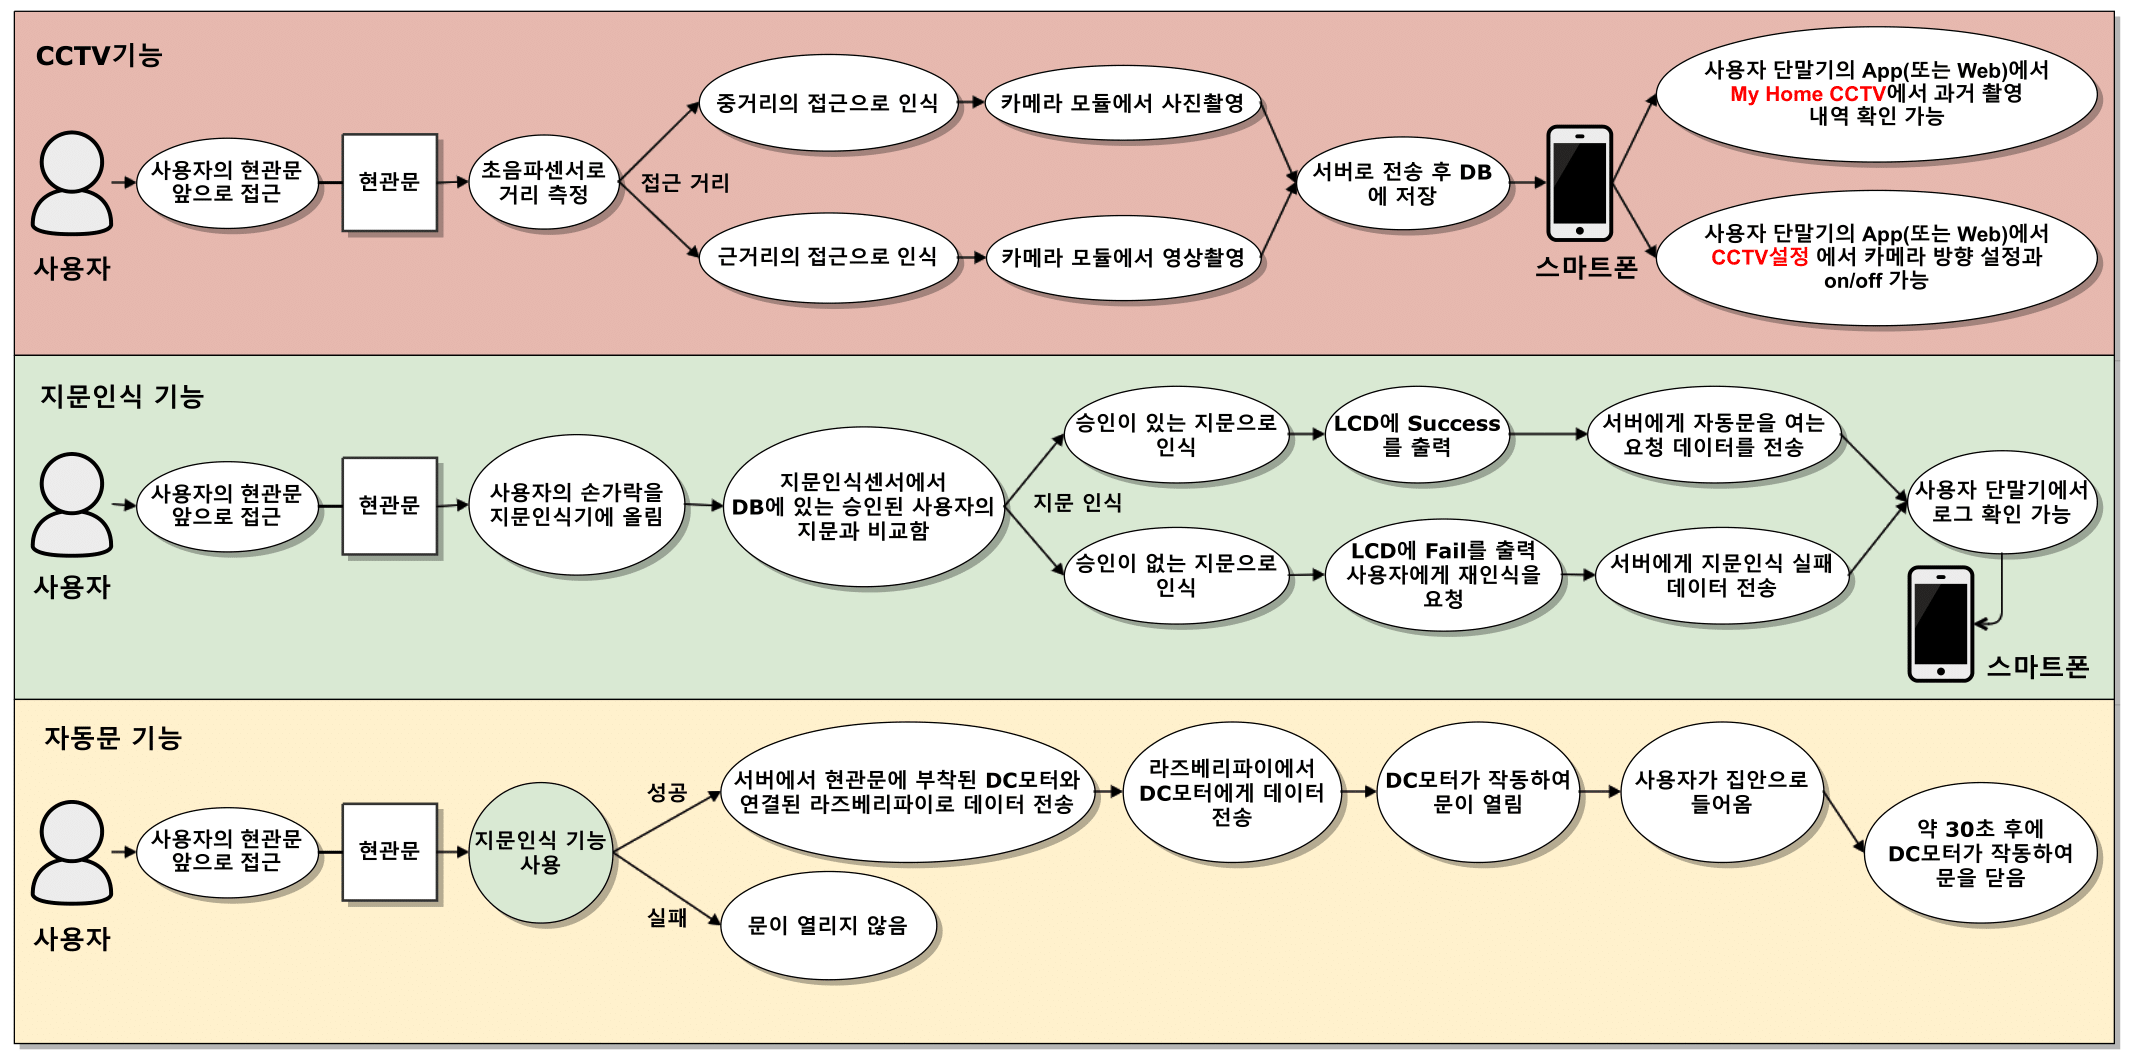 CCTV기능
사용자
사용자의 현관문
앞으로 접근
현관문
초음파센서로
거리 측정
접근 거리
중거리의 접근으로 인식
카메라 모듈에서 사진촬영
근거리의 접근으로 인식
카메라 모듈에서 영상촬영
서버로 전송 후 DB
에 저장
스마트폰
사용자 단말기의 App(또는 Web)에서
My Home CCTV에서 과거 촬영
내역 확인 가능
사용자 단말기의 App(또는 Web)에서
CCTV설정 에서 카메라 방향 설정과
on/off 가능
지문인식 기능
사용자
사용자의 현관문
앞으로 접근
현관문
사용자의 손가락을
지문인식기에 올림
지문인식센서에서
DB에 있는 승인된 사용자의
지문과 비교함
지문 인식
승인이 있는 지문으로
인식
LCD에 Success
를 출력
서버에게 자동문을 여는
요청 데이터를 전송
승인이 없는 지문으로
인식
LCD에 Fail를 출력
사용자에게 재인식을
요청
서버에게 지문인식 실패
데이터 전송
사용자 단말기에서
로그 확인 가능
스마트폰
자동문 기능
사용자
사용자의 현관문
앞으로 접근
현관문
지문인식 기능
사용
성공
서버에서 현관문에 부착된 DC모터와
연결된 라즈베리파이로 데이터 전송
라즈베리파이에서
DC모터에게 데이터
전송
DC모터가 작동하여
문이 열림
사용자가 집안으로
들어옴
약 30초 후에
DC모터가 작동하여
문을 닫음
실패
문이 열리지 않음